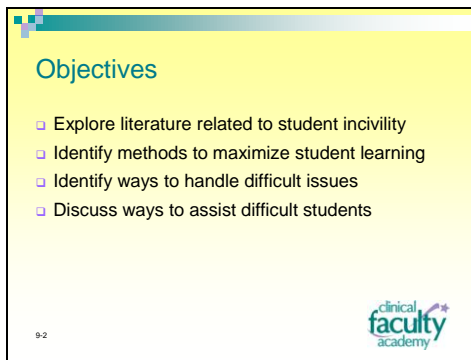 Objectives
Explore literature related to student incivility
Identify methods to maximize student learning
Identify ways to handle difficult issues
Discuss ways to assist difficult students
9-2
clinical
faculty
academy